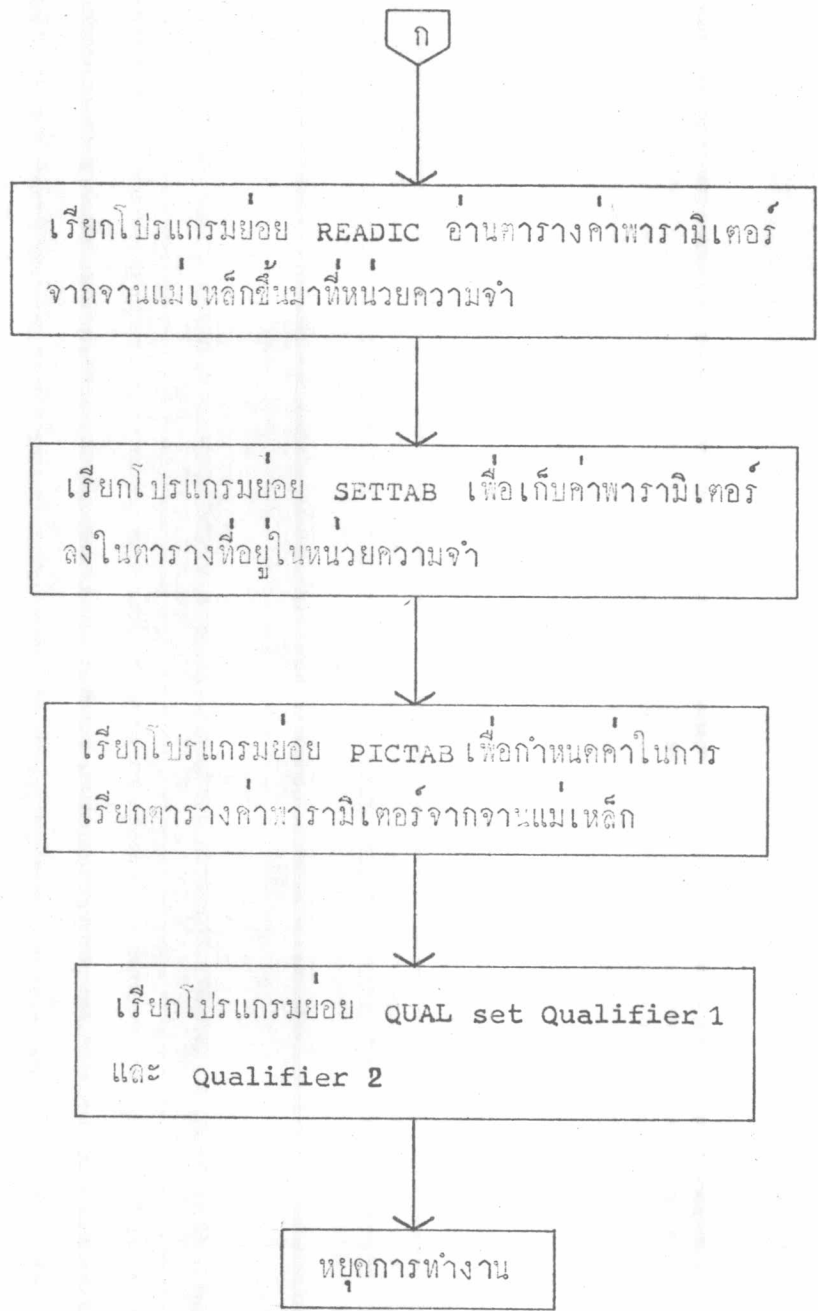 ก
เรียกโปรแกรมย่อย READIC อ่านตารางค่าพารามิเตอร์
จากจานแม่เหล็กขึ้นมาที่หน่วยความจำ
เรียกโปรแกรมย่อย SETTAB เพื่อเก็บค่าพารามิเตอร์
ลงในตารางที่อยู่ในหน่วยความจำ
เรียกโปรแกรมย่อย PICTAB เพื่อกำหนดค่าในการ
เรียกตารางค่าพารามิเตอร์จากจานแม่เหล็ก
เรียกโปรแกรมย่อย QUAL set Qualifier 1
และ Qualifier 2
หยุดการทำงาน